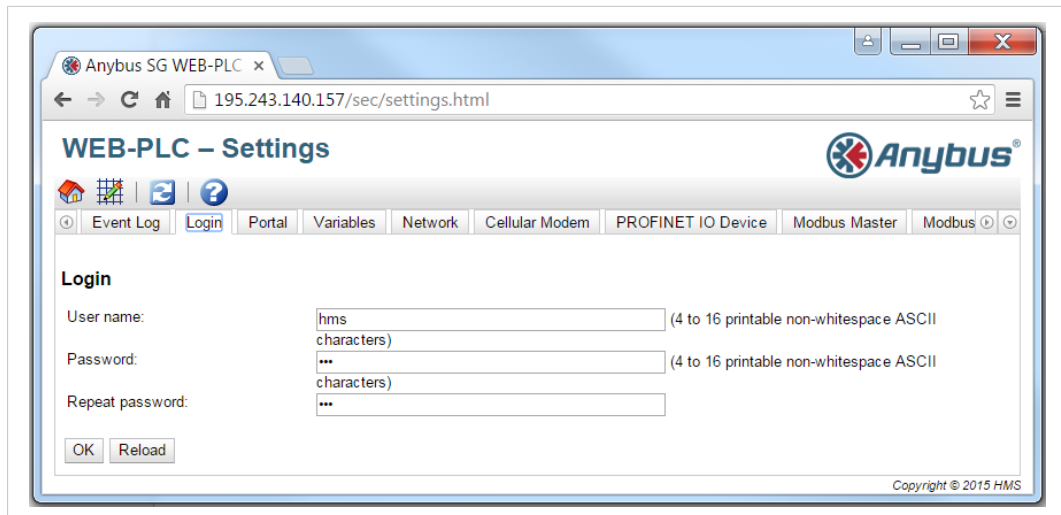 Anybus SG WEB-PLC
195.243.140.157/sec/settings.html
WEB-PLC – Settings
Anybus®
Event Log Login Portal Variables Network Cellular Modem PROFINET IO Device Modbus Master Modbus
Login
User name: hms (4 to 16 printable non-whitespace ASCII
characters)
Password: ••• (4 to 16 printable non-whitespace ASCII
characters)
Repeat password: •••
OK Reload
Copyright © 2015 HMS